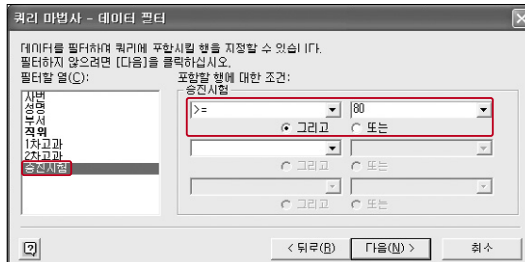 쿼리 마법사 - 데이터 필터
데이터를 필터하여 쿼리에 포함시킬 행을 지정할 수 있습니다.
필터하지 않으려면 [다음]을 클릭하십시오.
필터할 열(C):
포함할 행에 대한 조건:
사번
성명
부서
직위
1차고과
2차고과
승진시험
승진시험
>= 80
그리고 또는
그리고 또는
그리고 또는
< 뒤로(B) 다음(N) > 취소